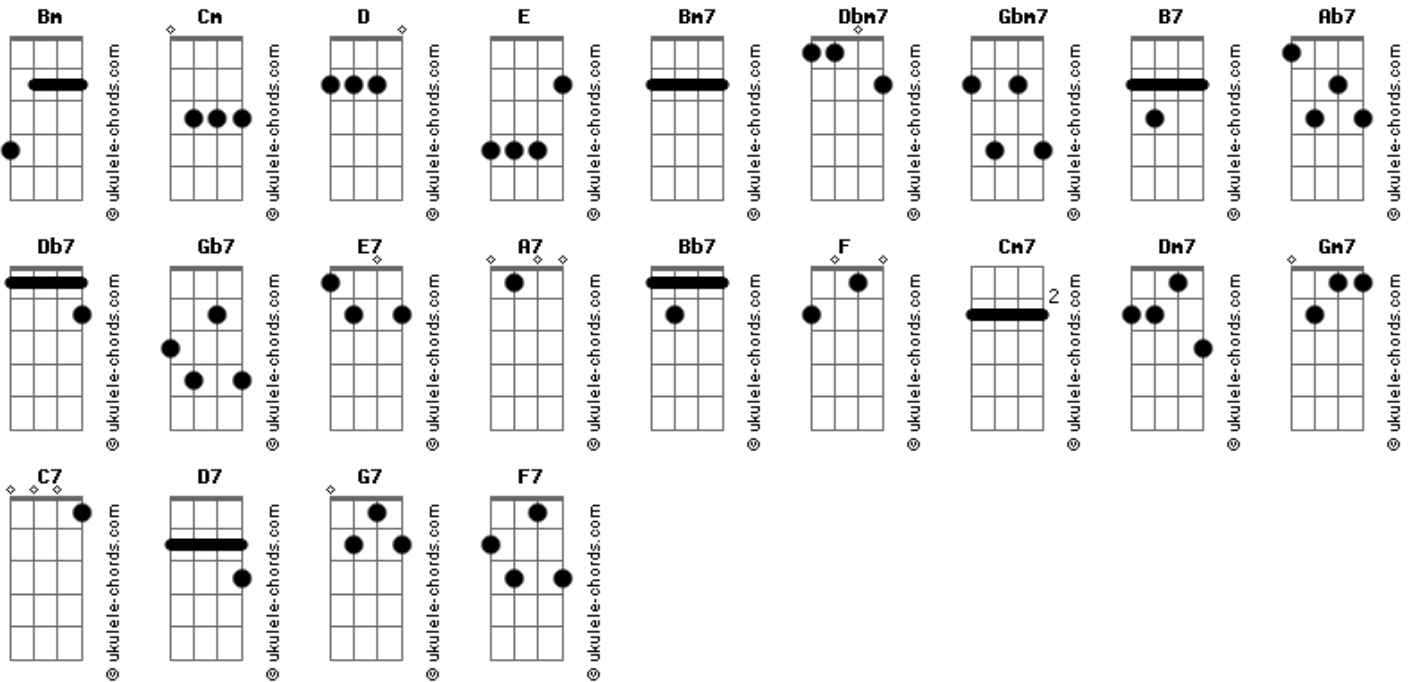 Bm Cm D E Bm7 Dbm7 Gbm7 B7 Ab7
© ukulele-chords.com © ukulele-chords.com © ukulele-chords.com © ukulele-chords.com © ukulele-chords.com © ukulele-chords.com © ukulele-chords.com © ukulele-chords.com © ukulele-chords.com
Db7 Gb7 E7 A7 Bb7 F Cm7 Dm7 Gm7
2
© ukulele-chords.com © ukulele-chords.com © ukulele-chords.com © ukulele-chords.com © ukulele-chords.com © ukulele-chords.com © ukulele-chords.com © ukulele-chords.com © ukulele-chords.com
C7 D7 G7 F7
© ukulele-chords.com © ukulele-chords.com © ukulele-chords.com © ukulele-chords.com